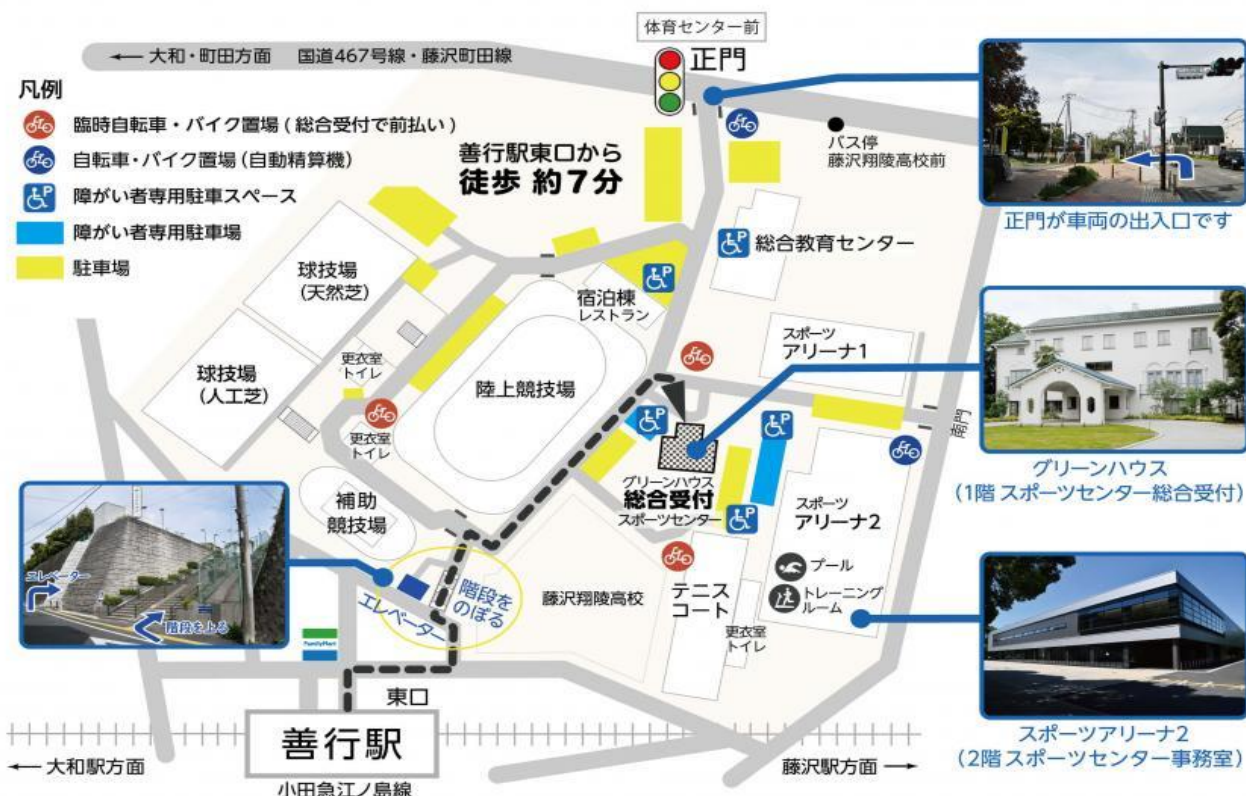 体育センター前
正門
← 大和・町田方面 国道467号線・藤沢町田線
凡例
臨時自転車・バイク置場(総合受付で前払い)
自転車・バイク置場(自動精算機)
障がい者専用駐車スペース
障がい者専用駐車場
駐車場
善行駅東口から
徒歩 約7分
バス停
藤沢翔陵高校前
正門が車両の出入口です
総合教育センター
球技場
(天然芝)
宿泊棟
レストラン
スポーツ
アリーナ1
更衣室
トイレ
球技場
(人工芝)
陸上競技場
南門
更衣室
トイレ
グリーンハウス
総合受付
スポーツセンター
グリーンハウス
(1階 スポーツセンター総合受付)
補助
競技場
スポーツ
アリーナ2
プール
トレーニング
ルーム
エレベーター
階段を上る
エレベーター
階段を
のぼる
藤沢翔陵高校
テニス
コート
更衣室
トイレ
FamilyMart
東口
善行駅
小田急江ノ島線
← 大和駅方面
藤沢駅方面 →
スポーツアリーナ2
(2階 スポーツセンター事務室)
P
P
P
P
P
P